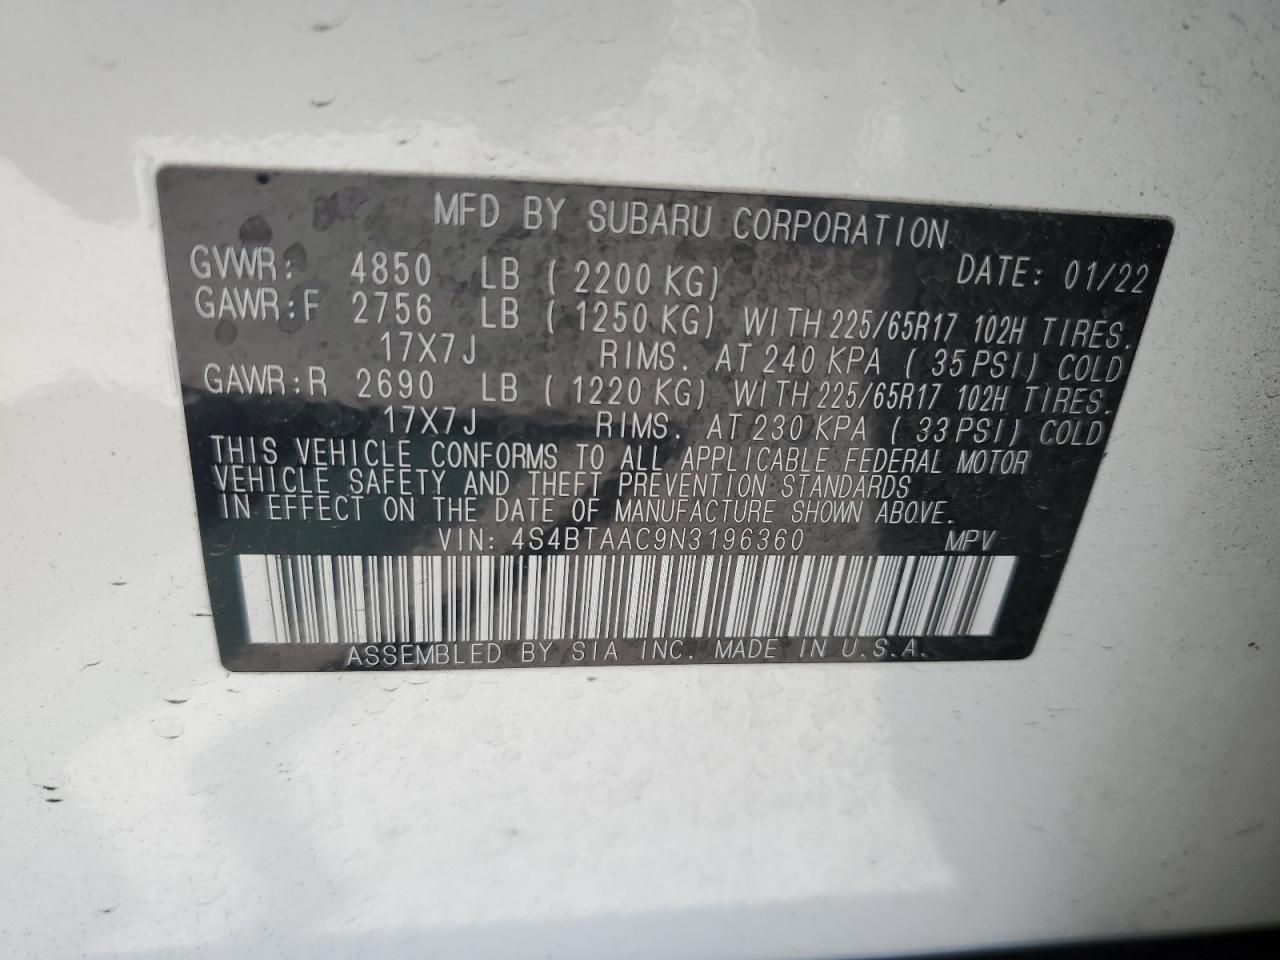 MFD BY SUBARU CORPORATION
GVWR: 4850 LB ( 2200 KG) DATE: 01/22
GAWR:F 2756 LB ( 1250 KG) WITH 225/65R17 102H TIRES.
17X7J RIMS. AT 240 KPA ( 35 PSI) COLD
GAWR:R 2690 LB ( 1220 KG) WITH 225/65R17 102H TIRES.
17X7J RIMS. AT 230 KPA ( 33 PSI) COLD
THIS VEHICLE CONFORMS TO ALL APPLICABLE FEDERAL MOTOR
VEHICLE SAFETY AND THEFT PREVENTION STANDARDS
IN EFFECT ON THE DATE OF MANUFACTURE SHOWN ABOVE.
VIN: 4S4BTAAC9N3196360 MPV
ASSEMBLED BY SIA INC. MADE IN U.S.A.